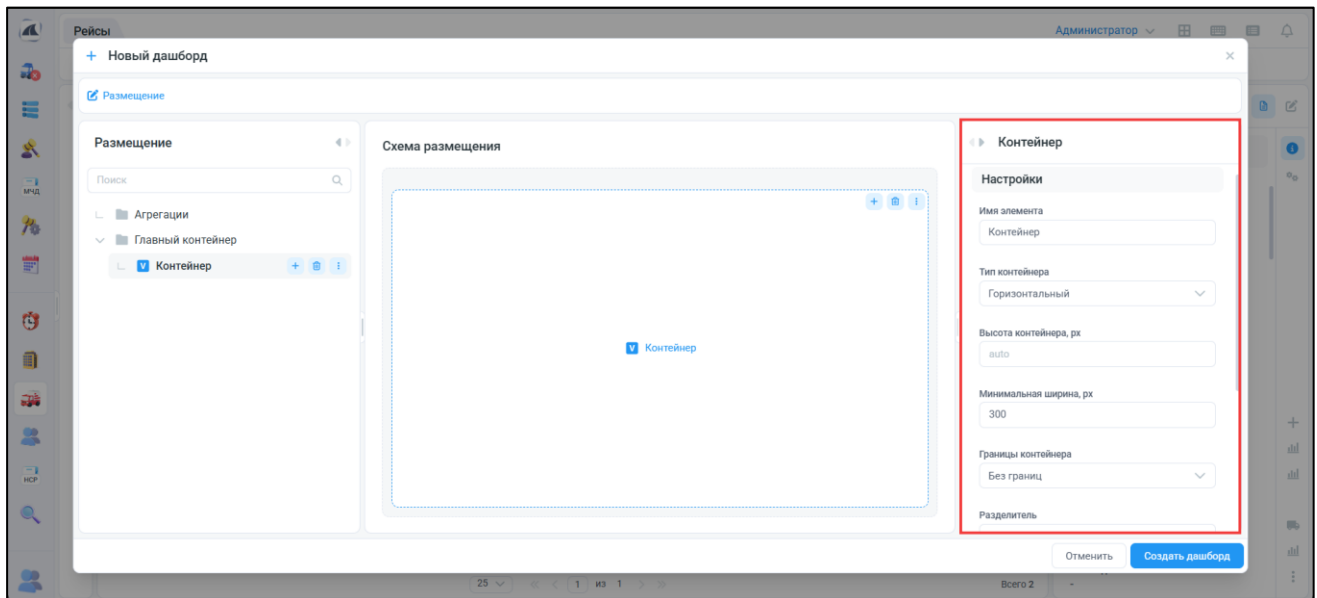 Рейсы
Администратор
Новый дашборд
Размещение
Размещение
Поиск
Агрегации
Главный контейнер
V Контейнер
Схема размещения
V Контейнер
Контейнер
Настройки
Имя элемента
Контейнер
Тип контейнера
Горизонтальный
Высота контейнера, px
auto
Минимальная ширина, px
300
Границы контейнера
Без границ
Разделитель
Отменить
Создать дашборд
МЧД
НСР
25
1 из 1
Всего 2
-